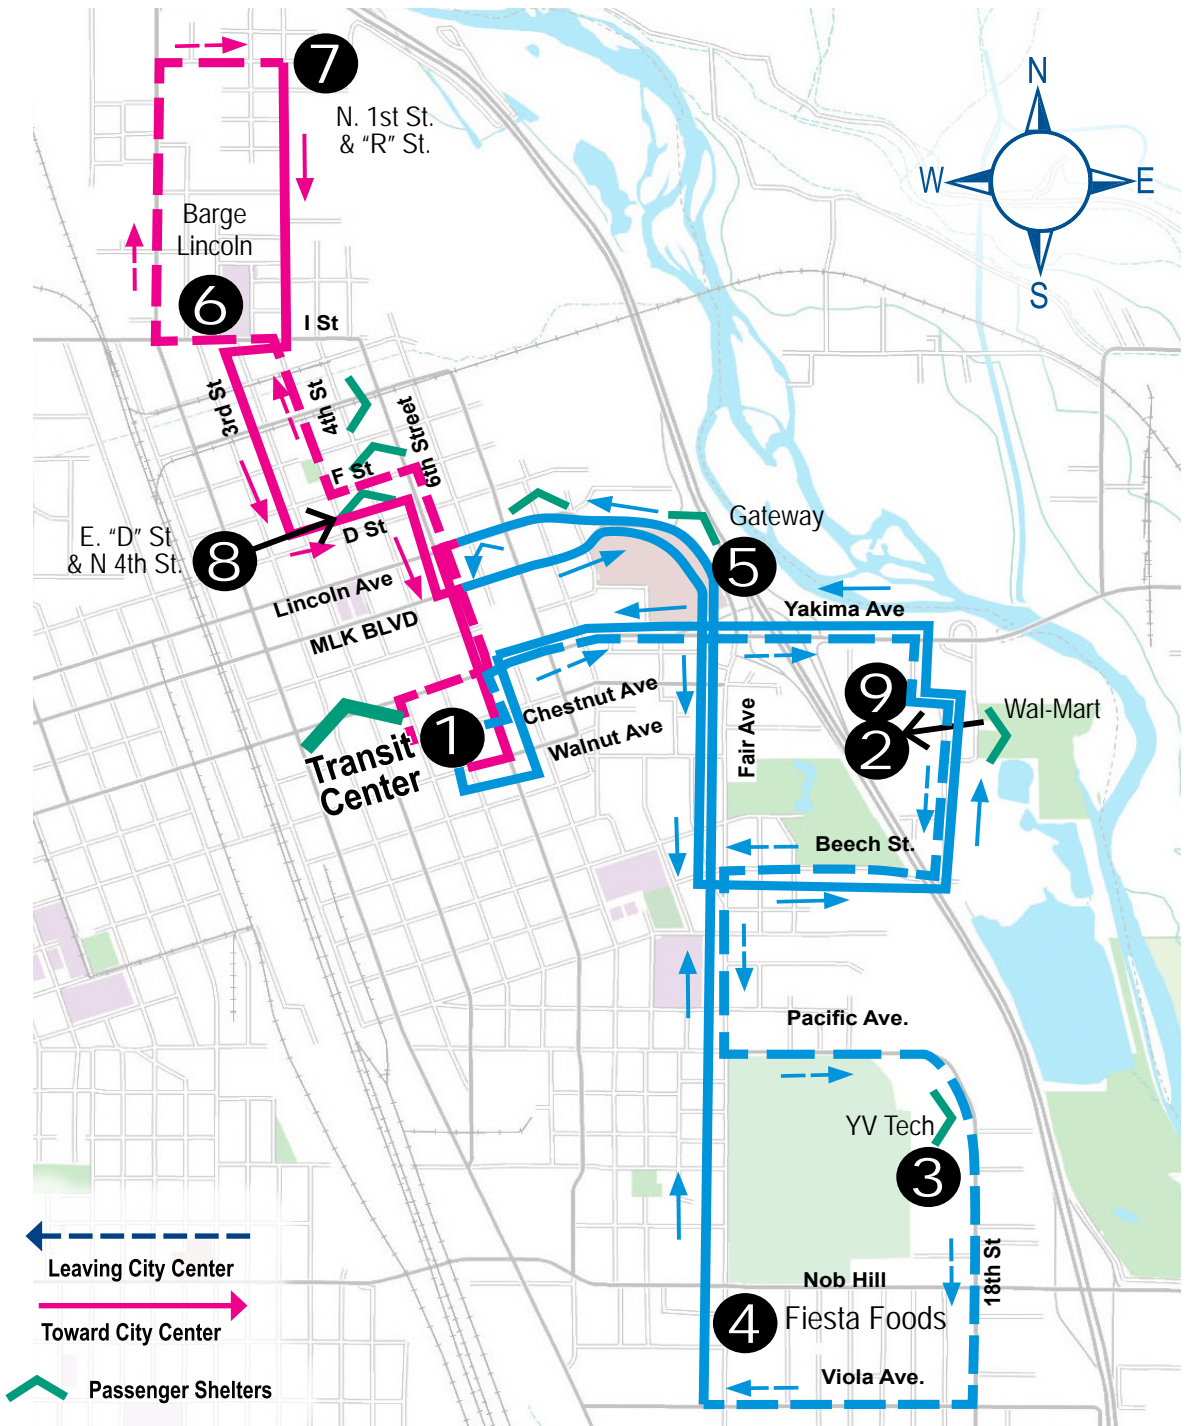 N
W
E
S
7
N. 1st St.
& "R" St.
Barge
Lincoln
6
I St
3rd St
4th St
6th Street
F St
D St
E. "D" St
& N 4th St.
8
Gateway
5
Lincoln Ave
MLK BLVD
Yakima Ave
9
2
Wal-Mart
Chestnut Ave
Walnut Ave
Fair Ave
1
Transit
Center
Beech St.
Pacific Ave.
YV Tech
3
18th St
Nob Hill
4
Fiesta Foods
Viola Ave.
Leaving City Center
Toward City Center
Passenger Shelters